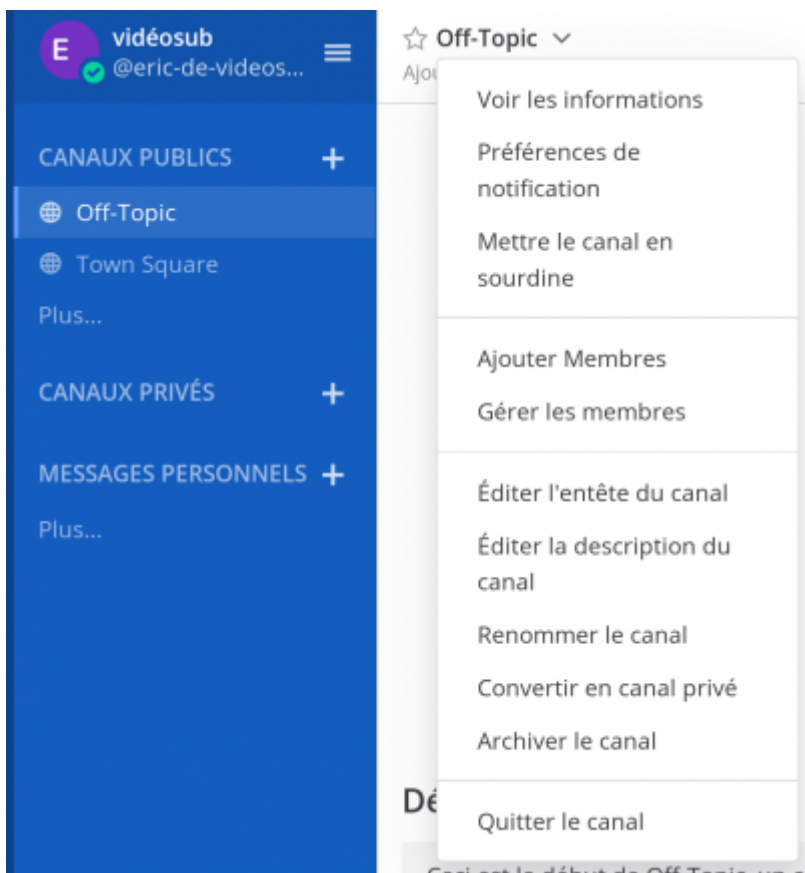 E
vidéosub
@eric-de-videos...
CANAUX PUBLICS +
Off-Topic
Town Square
Plus...
CANAUX PRIVÉS +
MESSAGES PERSONNELS +
Plus...
Off-Topic
Voir les informations
Préférences de
notification
Mettre le canal en
sourdine
Ajouter Membres
Gérer les membres
Éditer l'entête du canal
Éditer la description du
canal
Renommer le canal
Convertir en canal privé
Archiver le canal
Quitter le canal